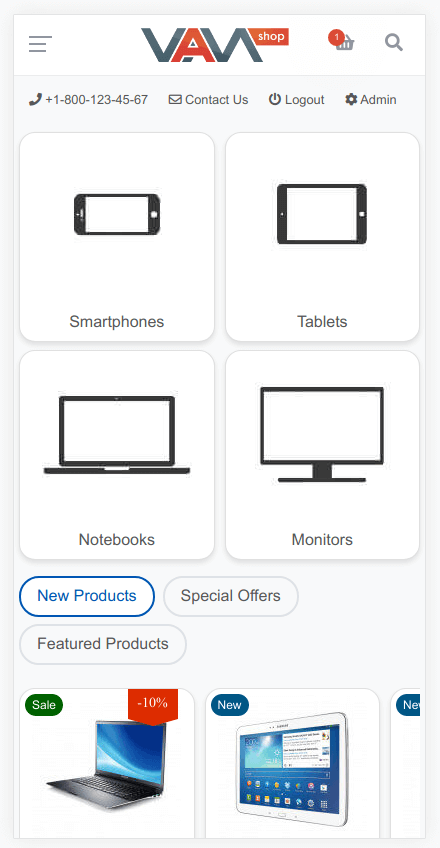 VAM shop
1
+1-800-123-45-67 Contact Us Logout Admin
Smartphones Tablets
Notebooks Monitors
New Products Special Offers
Featured Products
Sale -10% New